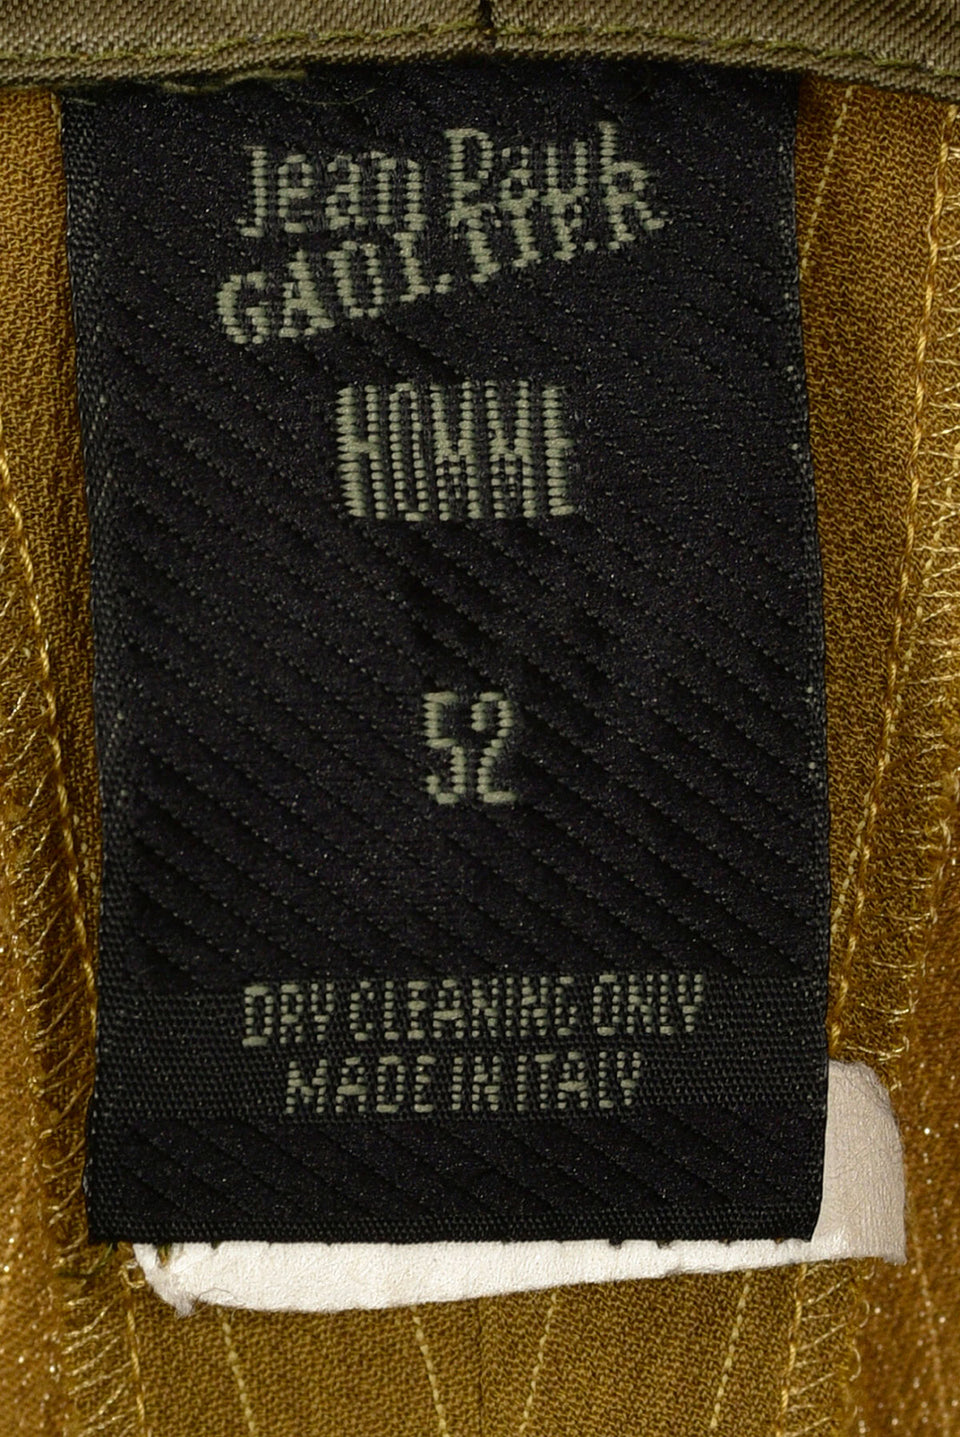 Jean Paul
GAULTIER
HOMME
52
DRY CLEANING ONLY
MADE IN ITALY